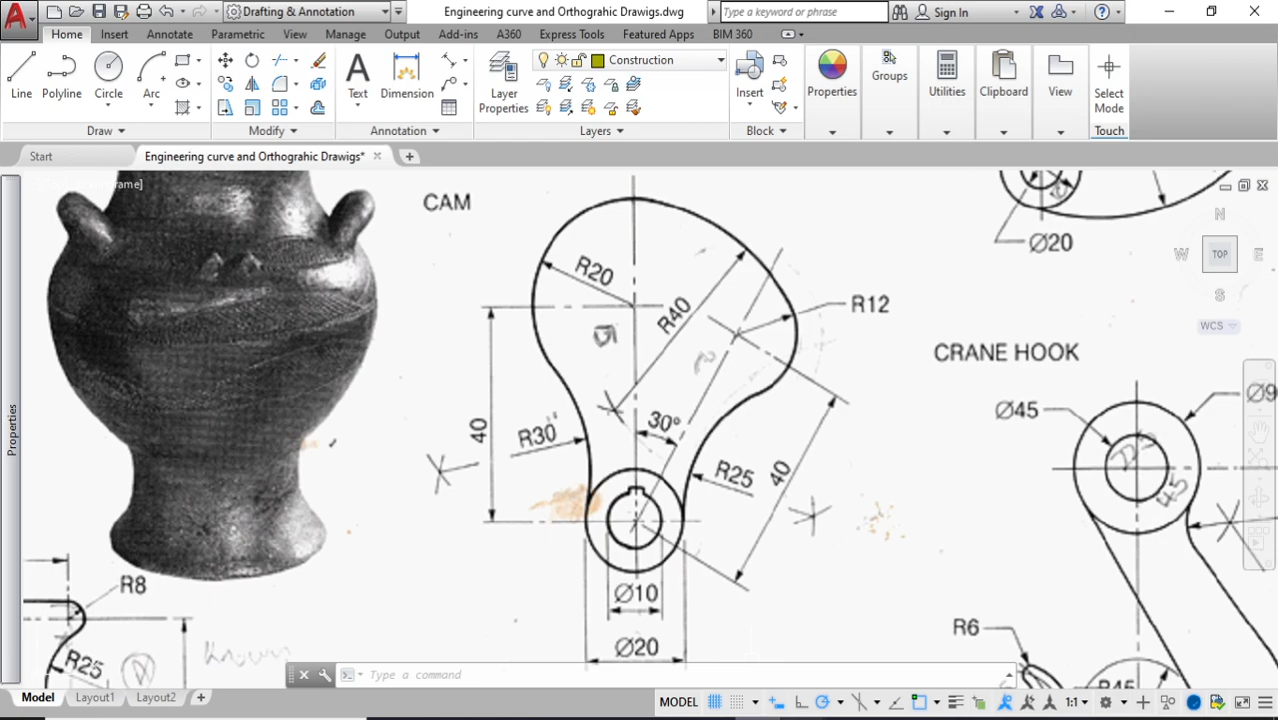 Drafting & Annotation
Engineering curve and Orthograhic Drawigs.dwg
Type a keyword or phrase
Sign In
Home
Insert
Annotate
Parametric
View
Manage
Output
Add-ins
A360
Express Tools
Featured Apps
BIM 360
Line
Polyline
Circle
Arc
Text
Dimension
Layer
Properties
Construction
Insert
Properties
Groups
Utilities
Clipboard
View
Select
Mode
Draw
Modify
Annotation
Layers
Block
Touch
Start
Engineering curve and Orthograhic Drawigs*
CAM
R20
R40
R12
40
R30
30°
R25
40
Ø10
Ø20
Ø20
CRANE HOOK
Ø45
Ø9
45
R6
R45
R8
R25
Known
N
W
TOP
E
S
WCS
Properties
Type a command
Model
Layout1
Layout2
MODEL
1:1